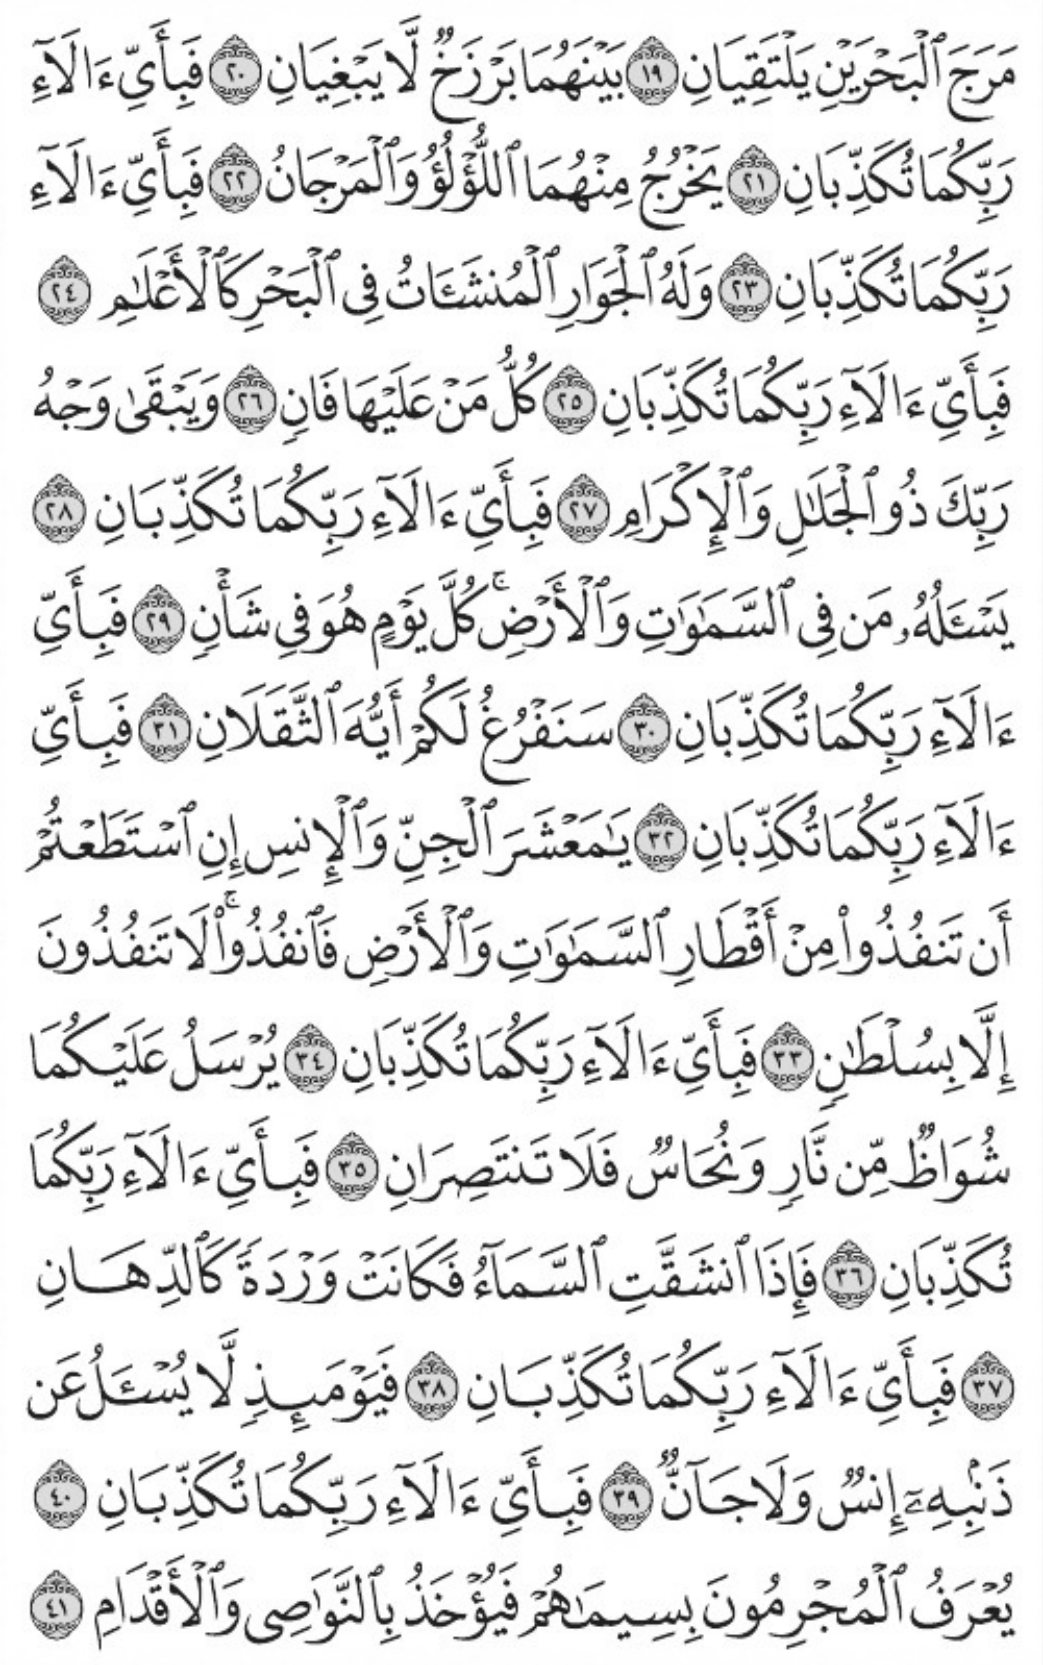 مَرَجَ ٱلْبَحْرَيْنِ يَلْتَقِيَانِ ١٩ بَيْنَهُمَا بَرْزَخٌ لَّا يَبْغِيَانِ ٢٠ فَبِأَيِّ ءَالَآءِ
رَبِّكُمَا تُكَذِّبَانِ ٢١ يَخْرُجُ مِنْهُمَا ٱللُّؤْلُؤُ وَٱلْمَرْجَانُ ٢٢ فَبِأَيِّ ءَالَآءِ
رَبِّكُمَا تُكَذِّبَانِ ٢٣ وَلَهُ ٱلْجَوَارِ ٱلْمُنشَـَٔاتُ فِى ٱلْبَحْرِ كَٱلْأَعْلَٰمِ ٢٤
فَبِأَيِّ ءَالَآءِ رَبِّكُمَا تُكَذِّبَانِ ٢٥ كُلُّ مَنْ عَلَيْهَا فَانٍ ٢٦ وَيَبْقَىٰ وَجْهُ
رَبِّكَ ذُو ٱلْجَلَٰلِ وَٱلْإِكْرَامِ ٢٧ فَبِأَيِّ ءَالَآءِ رَبِّكُمَا تُكَذِّبَانِ ٢٨
يَسْـَٔلُهُۥ مَن فِى ٱلسَّمَٰوَٰتِ وَٱلْأَرْضِ ۚ كُلَّ يَوْمٍ هُوَ فِى شَأْنٍ ٢٩ فَبِأَيِّ
ءَالَآءِ رَبِّكُمَا تُكَذِّبَانِ ٣٠ سَنَفْرُغُ لَكُمْ أَيُّهَ ٱلثَّقَلَانِ ٣١ فَبِأَيِّ
ءَالَآءِ رَبِّكُمَا تُكَذِّبَانِ ٣٢ يَٰمَعْشَرَ ٱلْجِنِّ وَٱلْإِنسِ إِنِ ٱسْتَطَعْتُمْ
أَن تَنفُذُوا۟ مِنْ أَقْطَارِ ٱلسَّمَٰوَٰتِ وَٱلْأَرْضِ فَٱنفُذُوا۟ ۚ لَا تَنفُذُونَ
إِلَّا بِسُلْطَٰنٍ ٣٣ فَبِأَيِّ ءَالَآءِ رَبِّكُمَا تُكَذِّبَانِ ٣٤ يُرْسَلُ عَلَيْكُمَا
شُوَاظٌ مِّن نَّارٍ وَنُحَاسٌ فَلَا تَنتَصِرَانِ ٣٥ فَبِأَيِّ ءَالَآءِ رَبِّكُمَا
تُكَذِّبَانِ ٣٦ فَإِذَا ٱنشَقَّتِ ٱلسَّمَآءُ فَكَانَتْ وَرْدَةً كَٱلدِّهَانِ
٣٧ فَبِأَيِّ ءَالَآءِ رَبِّكُمَا تُكَذِّبَانِ ٣٨ فَيَوْمَئِذٍ لَّا يُسْـَٔلُ عَن
ذَنۢبِهِۦٓ إِنسٌ وَلَا جَآنٌّ ٣٩ فَبِأَيِّ ءَالَآءِ رَبِّكُمَا تُكَذِّبَانِ ٤٠
يُعْرَفُ ٱلْمُجْرِمُونَ بِسِيمَٰهُمْ فَيُؤْخَذُ بِٱلنَّوَٰصِى وَٱلْأَقْدَامِ ٤١